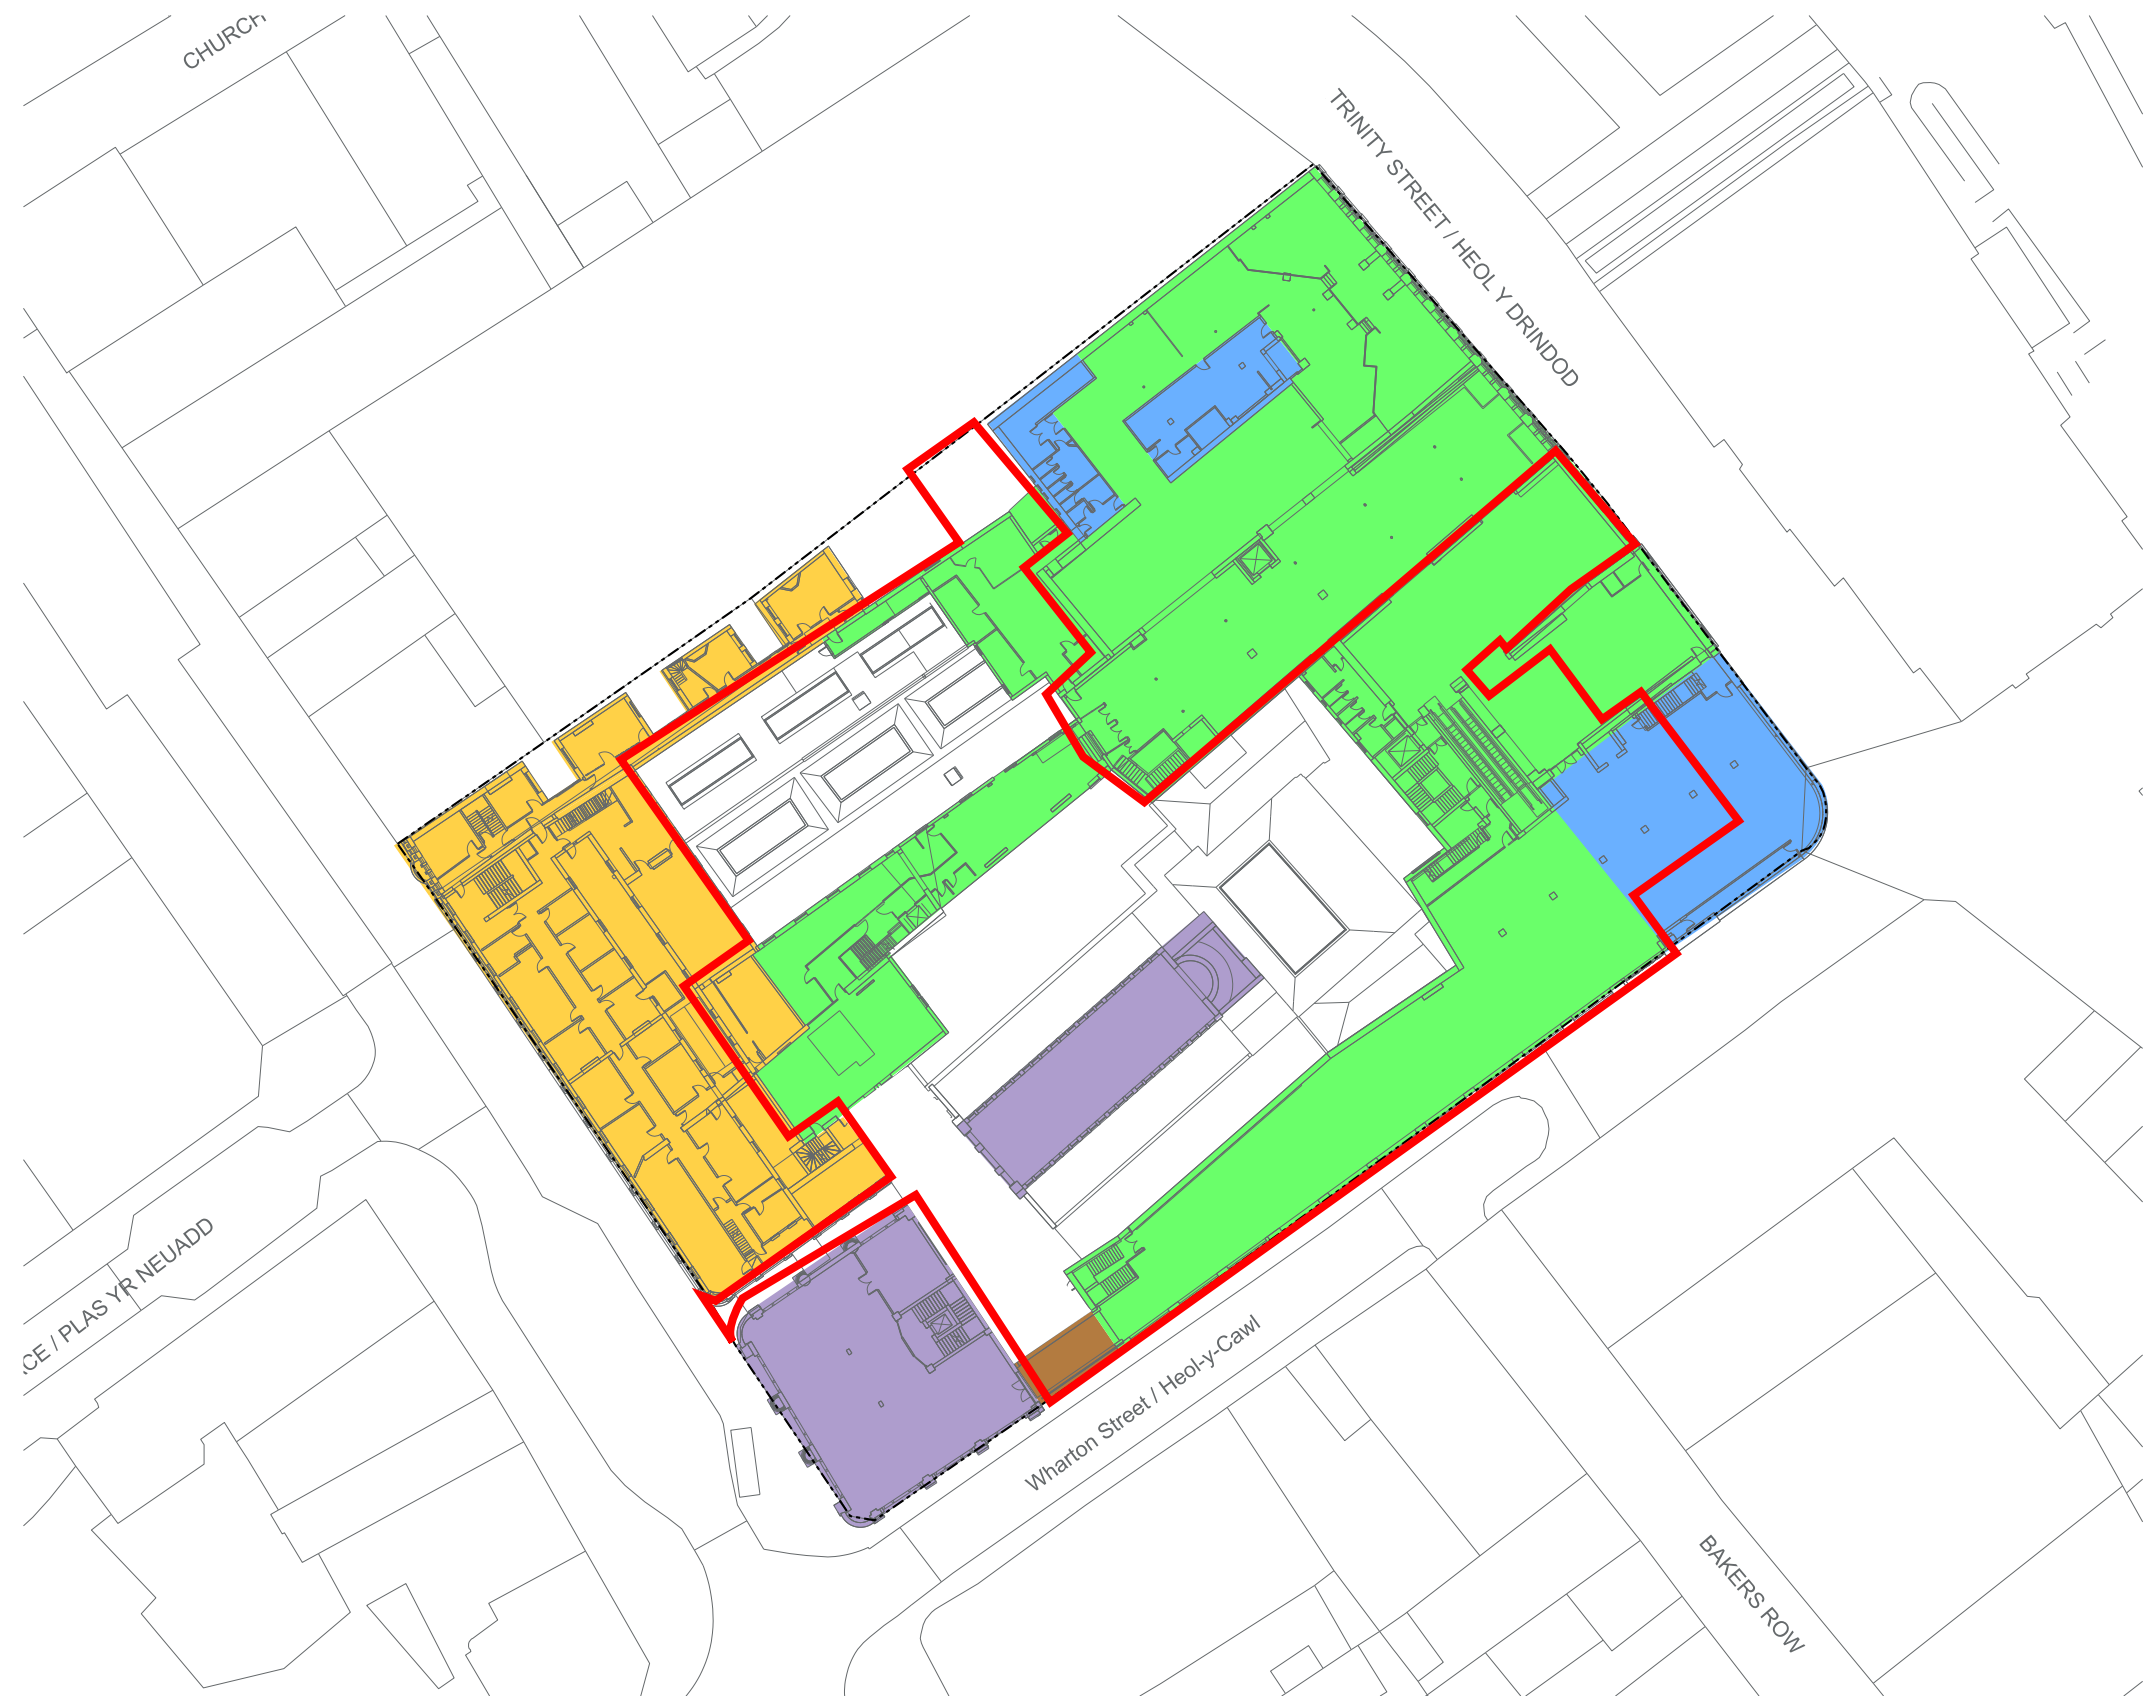 CHURCH
TRINITY STREET / HEOL Y DRINDOD
CE / PLAS YR NEUADD
Wharton Street / Heol-y-Cawl
BAKERS ROW